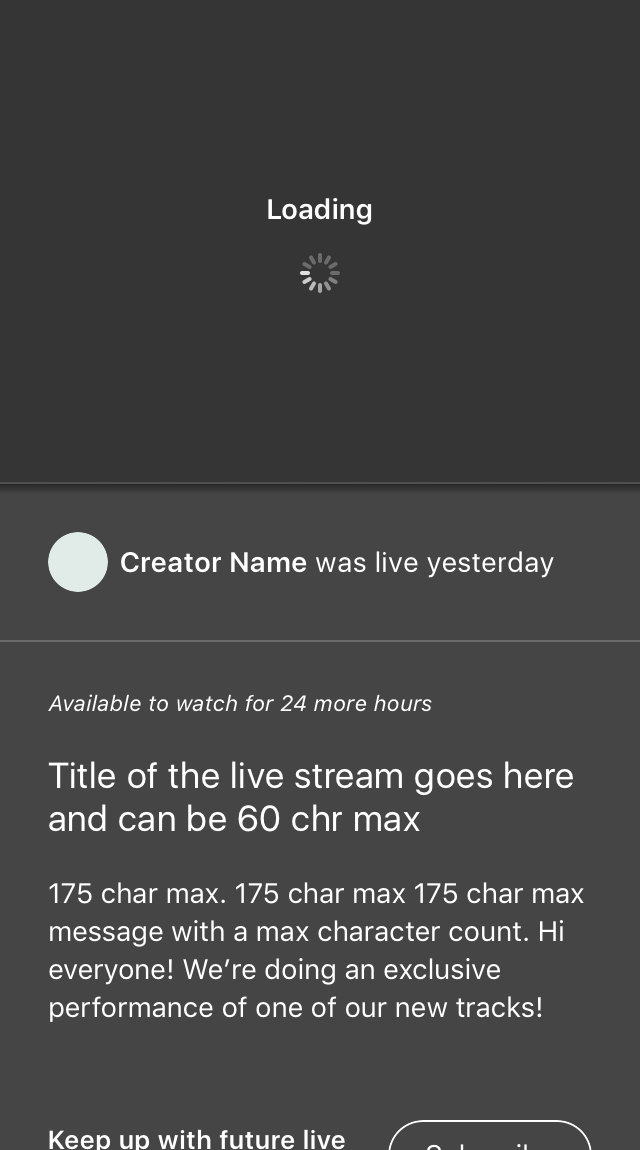 Loading
Creator Name was live yesterday
Available to watch for 24 more hours
Title of the live stream goes here
and can be 60 chr max
175 char max. 175 char max 175 char max
message with a max character count. Hi
everyone! We’re doing an exclusive
performance of one of our new tracks!
Keep up with future live